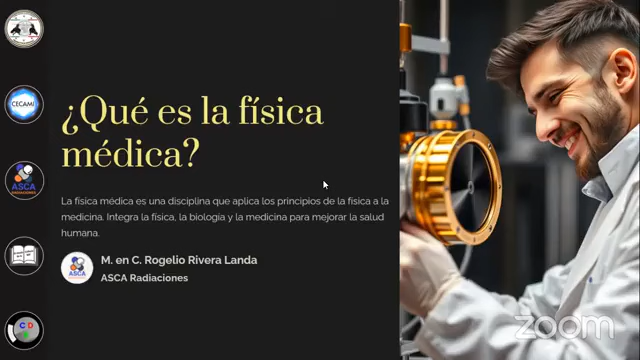 ¿Qué es la física
médica?
La física médica es una disciplina que aplica los principios de la física a la
medicina. Integra la física, la biología y la medicina para mejorar la salud
humana.
M. en C. Rogelio Rivera Landa
ASCA Radiaciones
CECAMI
ASCA
RADIACIONES
ASCA
C D
zoom